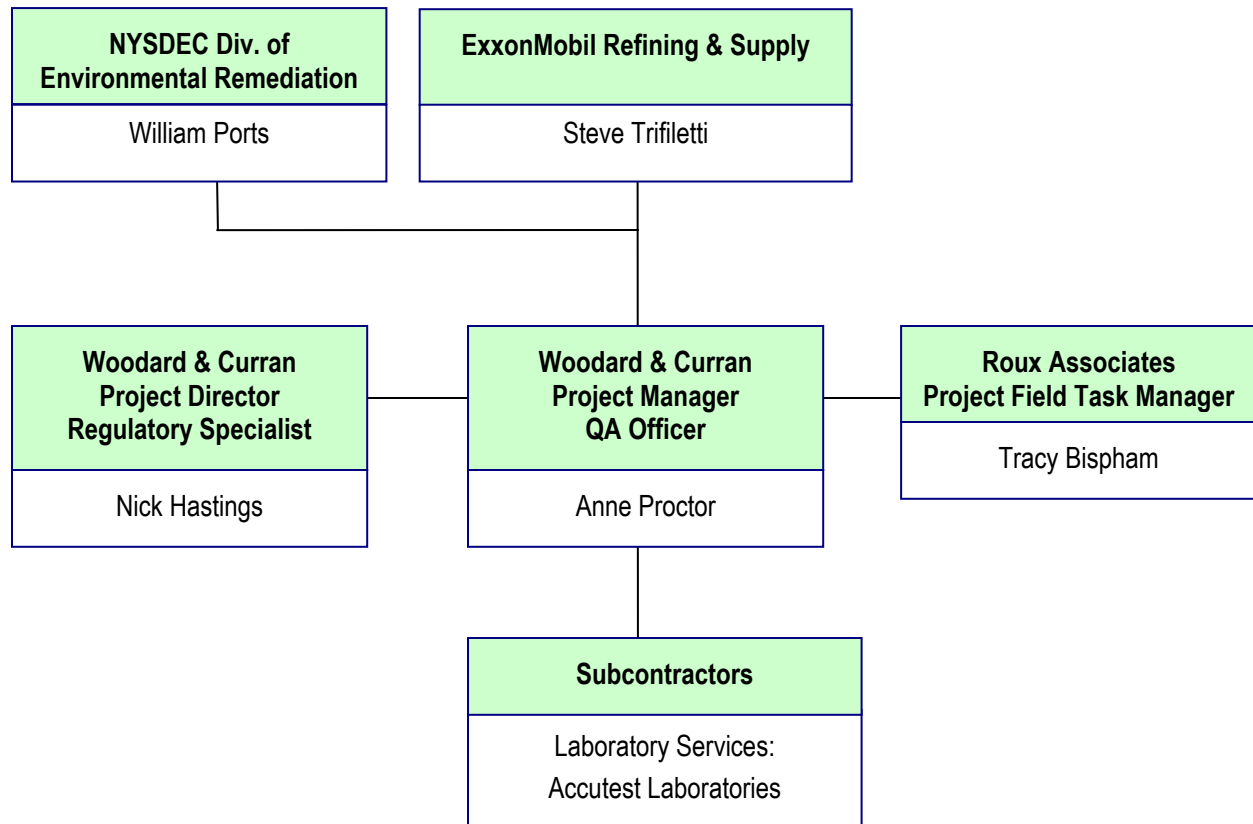 NYSDEC Div. of
Environmental Remediation
William Ports
ExxonMobil Refining & Supply
Steve Trifiletti
Woodard & Curran
Project Director
Regulatory Specialist
Nick Hastings
Woodard & Curran
Project Manager
QA Officer
Anne Proctor
Roux Associates
Project Field Task Manager
Tracy Bispham
Subcontractors
Laboratory Services:
Accutest Laboratories